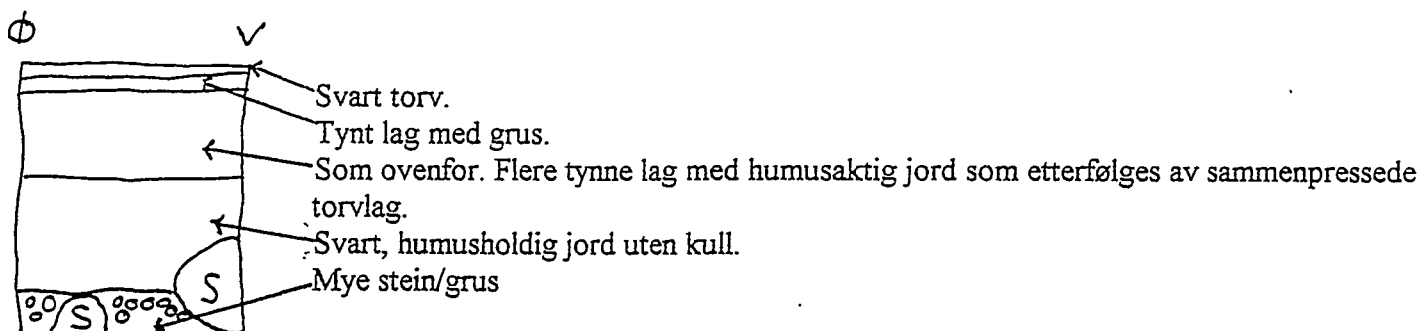 Ø V
Svart torv.
Tynt lag med grus.
Som ovenfor. Flere tynne lag med humusaktig jord som etterfølges av sammenpressede
torvlag.
Svart, humusholdig jord uten kull.
S
Mye stein/grus
S